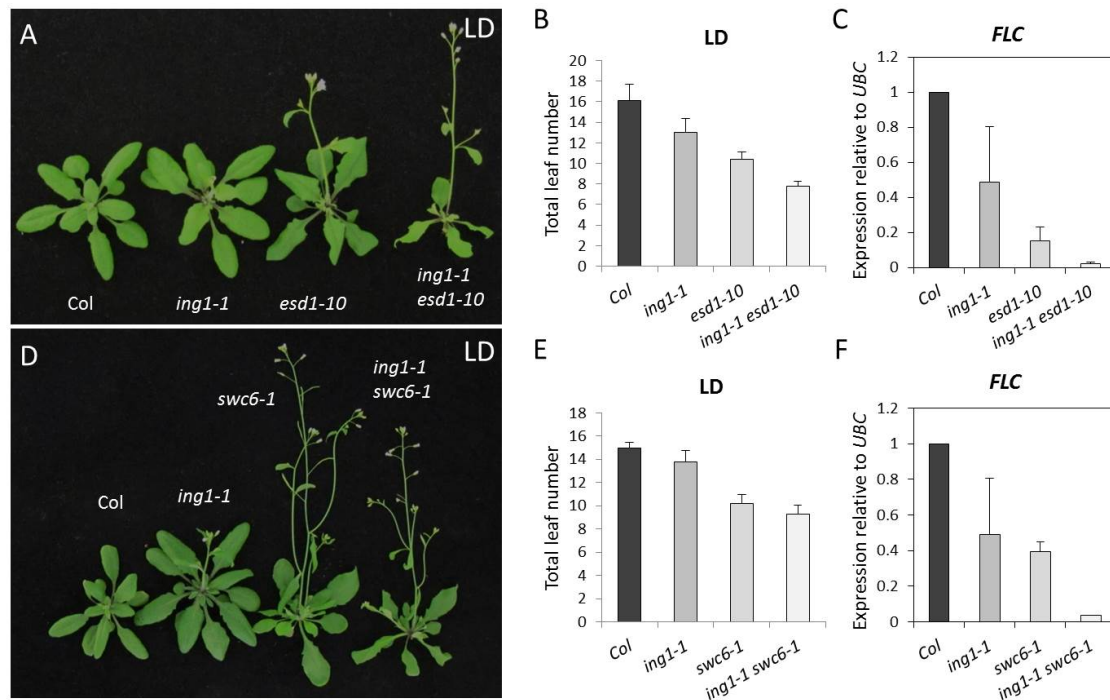 A
LD
Col
ing1-1
esd1-10
ing1-1
esd1-10
B
LD
Total leaf number
20
18
16
14
12
10
8
6
4
2
0
Col
ing1-1
esd1-10
ing1-1 esd1-10
C
FLC
Expression relative to UBC
1.2
1
0.8
0.6
0.4
0.2
0
Col
ing1-1
esd1-10
ing1-1 esd1-10
D
LD
Col
ing1-1
swc6-1
ing1-1
swc6-1
E
LD
Total leaf number
18
16
14
12
10
8
6
4
2
0
Col
ing1-1
swc6-1
ing1-1 swc6-1
F
FLC
Expression relative to UBC
1.2
1
0.8
0.6
0.4
0.2
0
Col
ing1-1
swc6-1
ing1-1 swc6-1